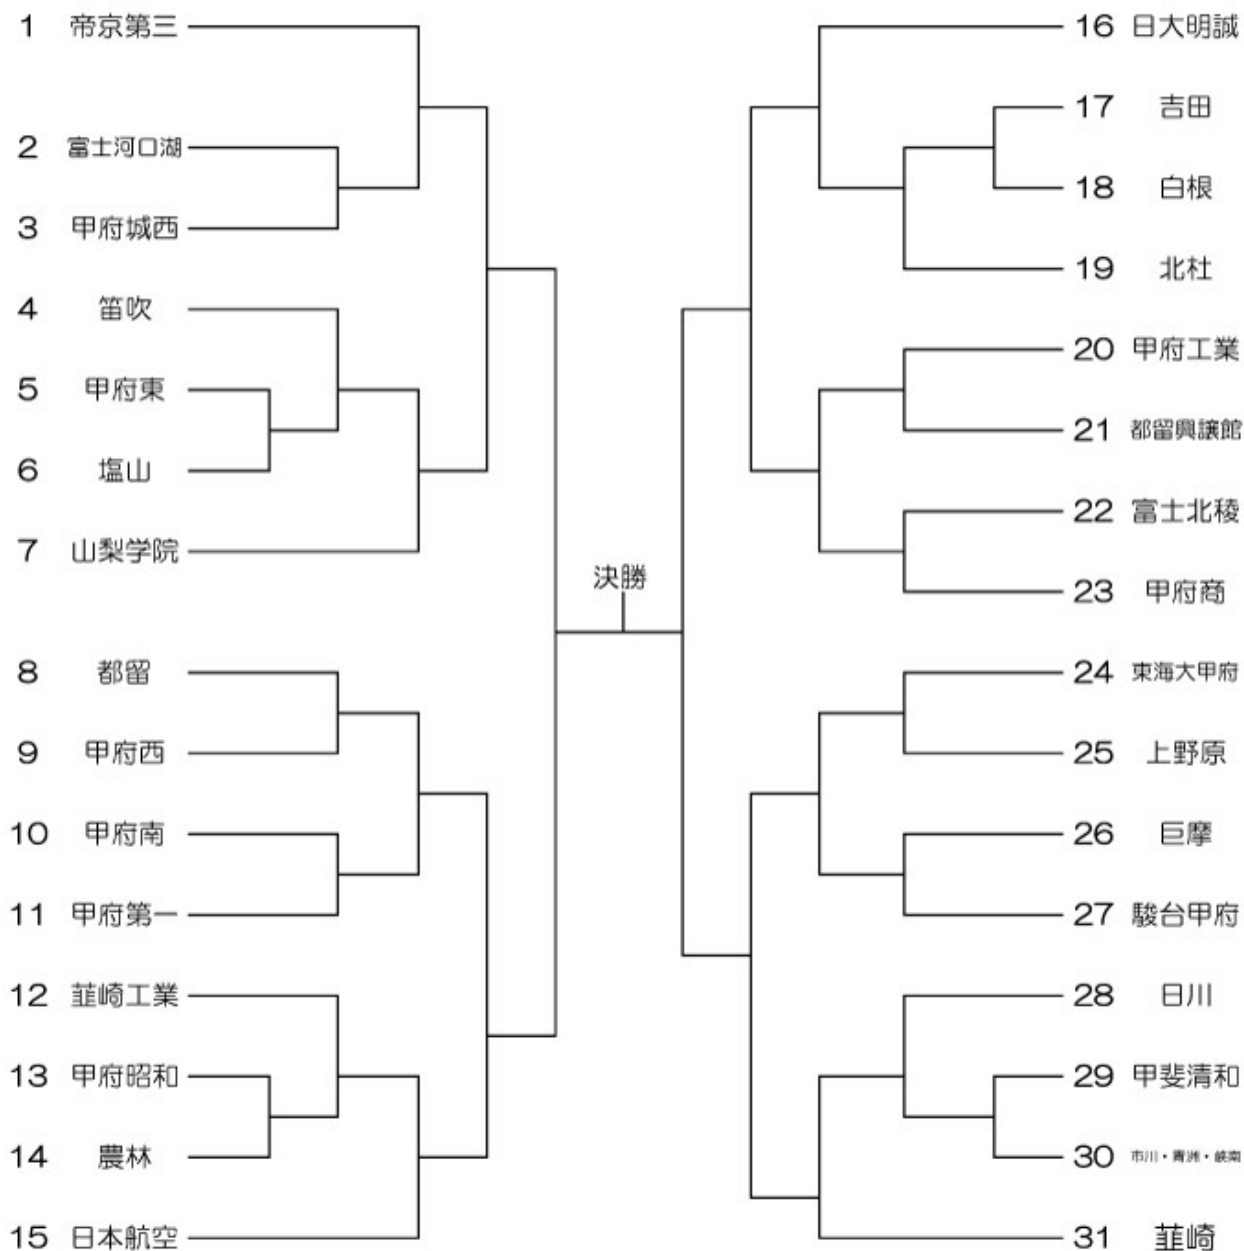 1 帝京第三
2 富士河口湖
3 甲府城西
4 笛吹
5 甲府東
6 塩山
7 山梨学院
8 都留
9 甲府西
10 甲府南
11 甲府第一
12 韮崎工業
13 甲府昭和
14 農林
15 日本航空
決勝
16 日大明誠
17 吉田
18 白根
19 北杜
20 甲府工業
21 都留興譲館
22 富士北稜
23 甲府商
24 東海大甲府
25 上野原
26 巨摩
27 駿台甲府
28 日川
29 甲斐清和
30 市川・青洲・峡南
31 韮崎